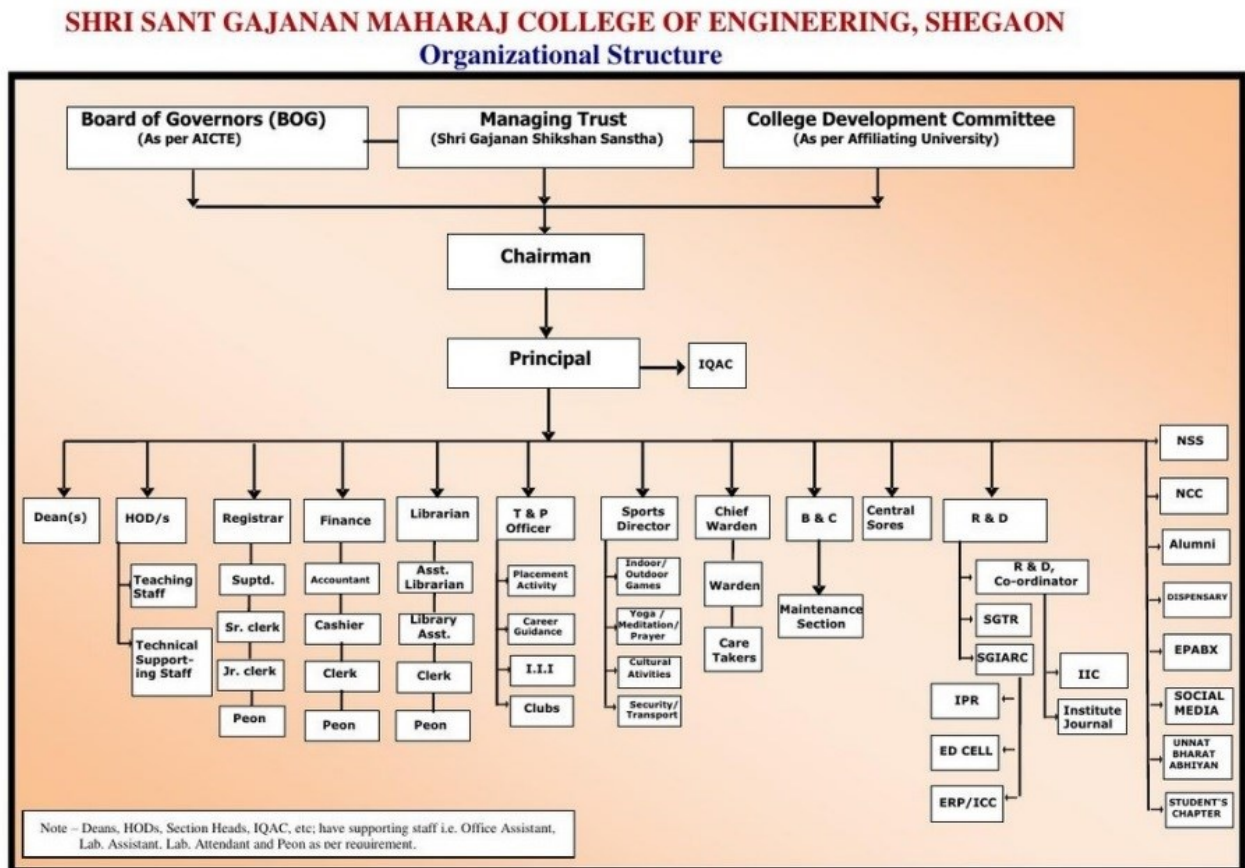 SHRI SANT GAJANAN MAHARAJ COLLEGE OF ENGINEERING, SHEGAON
Organizational Structure
Board of Governors (BOG)
(As per AICTE)
Managing Trust
(Shri Gajanan Shikshan Sanstha)
College Development Committee
(As per Affiliating University)
Chairman
Principal
IQAC
Dean(s)
HOD/s
Teaching
Staff
Technical
Support-
ing Staff
Registrar
Suptd.
Sr. clerk
Jr. clerk
Peon
Finance
Accountant
Cashier
Clerk
Peon
Librarian
Asst.
Librarian
Library
Asst.
Clerk
Peon
T & P
Officer
Placement
Activity
Career
Guidance
I.I.I
Clubs
Sports
Director
Indoor/
Outdoor
Games
Yoga /
Meditation/
Prayer
Cultural
Ativities
Security/
Transport
Chief
Warden
Warden
Care
Takers
B & C
Maintenance
Section
Central
Sores
R & D
R & D,
Co-ordinator
SGTR
SGIARC
IPR
ED CELL
ERP/ICC
IIC
Institute
Journal
NSS
NCC
Alumni
DISPENSARY
EPABX
SOCIAL
MEDIA
UNNAT
BHARAT
ABHIYAN
STUDENT'S
CHAPTER
Note – Deans, HODs, Section Heads, IQAC, etc; have supporting staff i.e. Office Assistant,
Lab. Assistant, Lab. Attendant and Peon as per requirement.